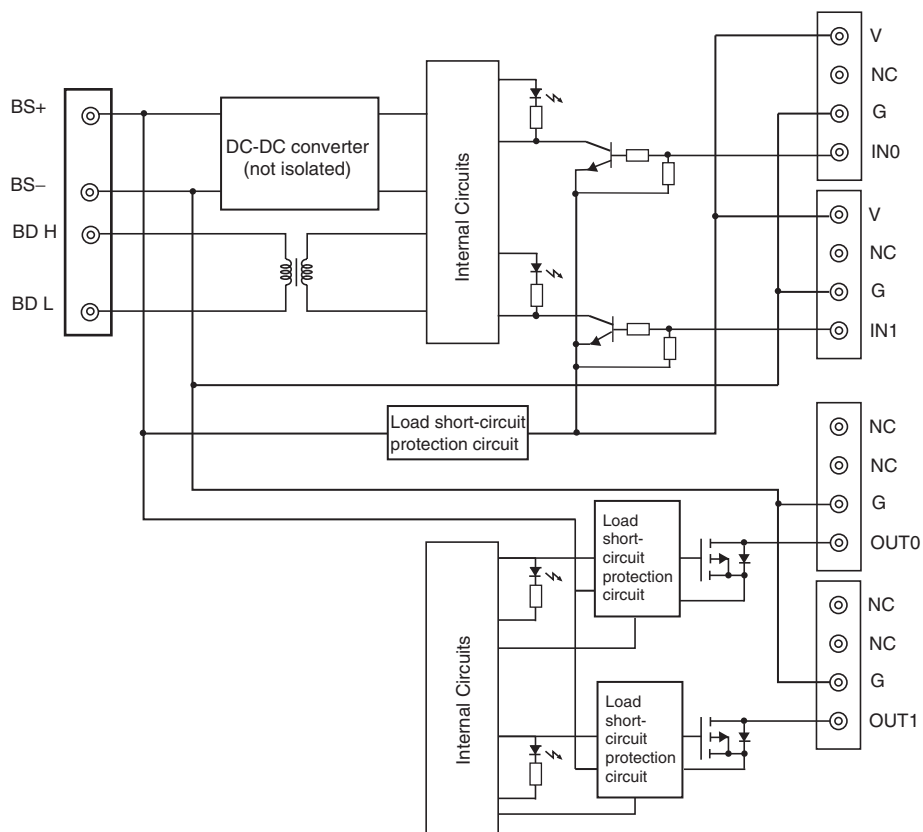 BS+
BS−
BD H
BD L
DC-DC converter
(not isolated)
Internal Circuits
V
NC
G
IN0
V
NC
G
IN1
Load short-circuit
protection circuit
NC
NC
G
OUT0
NC
NC
G
OUT1
Internal Circuits
Load
short-
circuit
protection
circuit
Load
short-
circuit
protection
circuit